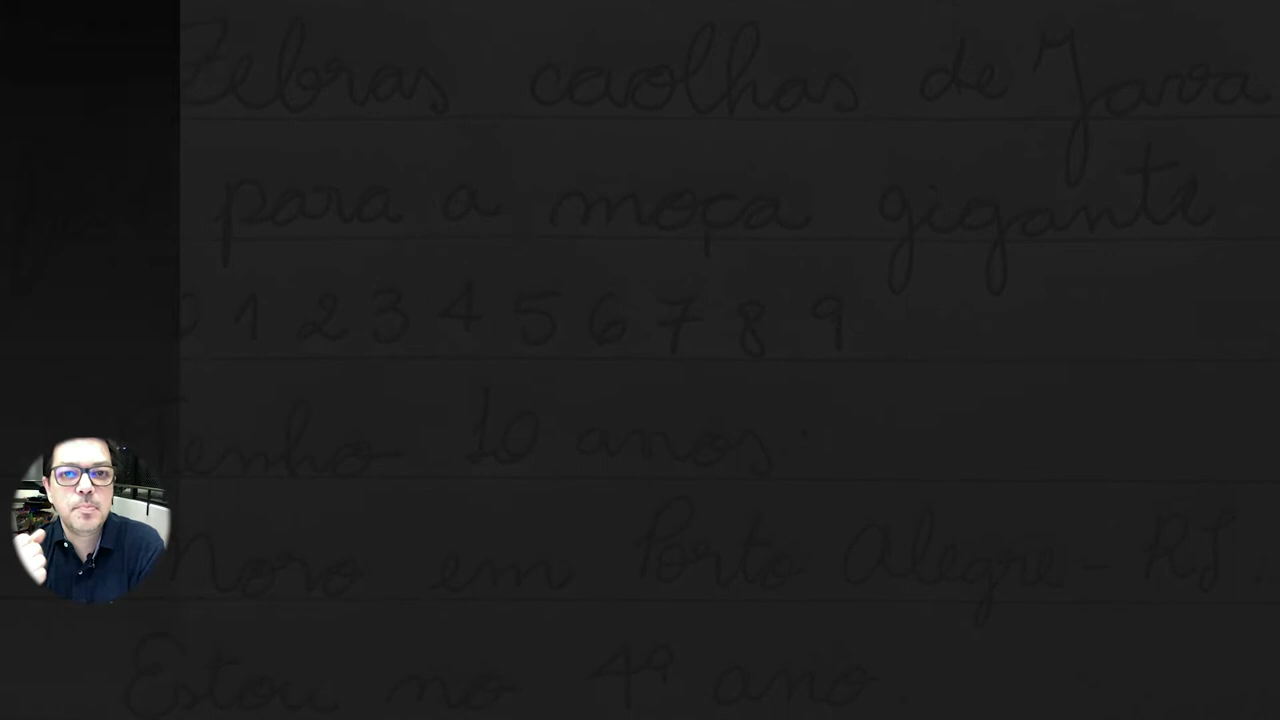 Zebras caolhas de Java
para a moça gigante
0 1 2 3 4 5 6 7 8 9
Tenho 10 anos.
Moro em Porto Alegre - RS.
Estou no 4º ano.